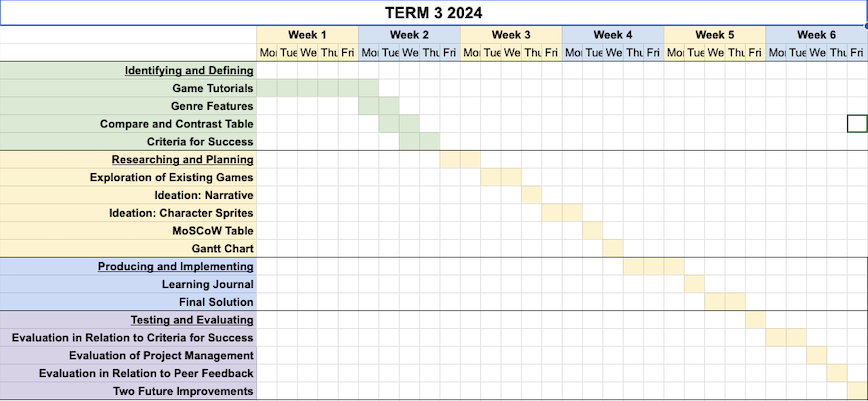 TERM 3 2024
Week 1 Week 2 Week 3 Week 4 Week 5 Week 6
Mo Tue We Thu Fri Mo Tue We Thu Fri Mo Tue We Thu Fri Mo Tue We Thu Fri Mo Tue We Thu Fri Mo Tue We Thu Fri
Identifying and Defining
Game Tutorials
Genre Features
Compare and Contrast Table
Criteria for Success
Researching and Planning
Exploration of Existing Games
Ideation: Narrative
Ideation: Character Sprites
MoSCoW Table
Gantt Chart
Producing and Implementing
Learning Journal
Final Solution
Testing and Evaluating
Evaluation in Relation to Criteria for Success
Evaluation of Project Management
Evaluation in Relation to Peer Feedback
Two Future Improvements